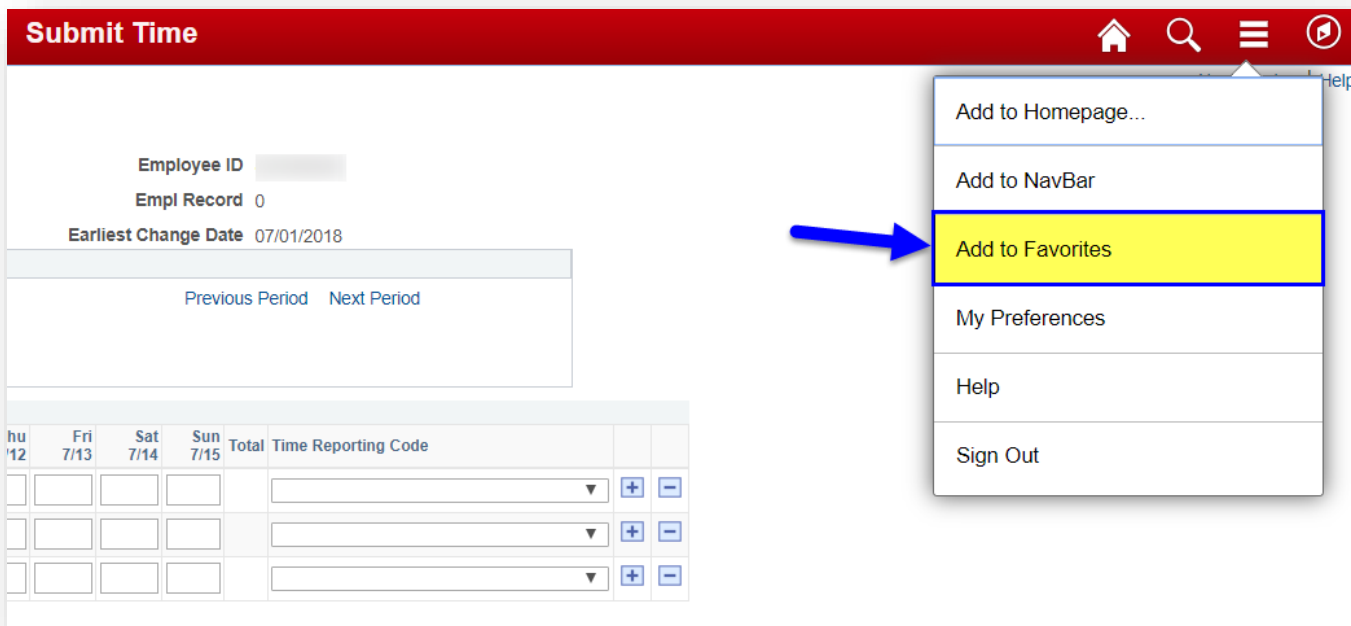 Submit Time
Help
Add to Homepage...
Add to NavBar
Add to Favorites
My Preferences
Help
Sign Out
Employee ID
Empl Record 0
Earliest Change Date 07/01/2018
Previous Period Next Period
hu Fri Sat Sun Total Time Reporting Code
/12 7/13 7/14 7/15